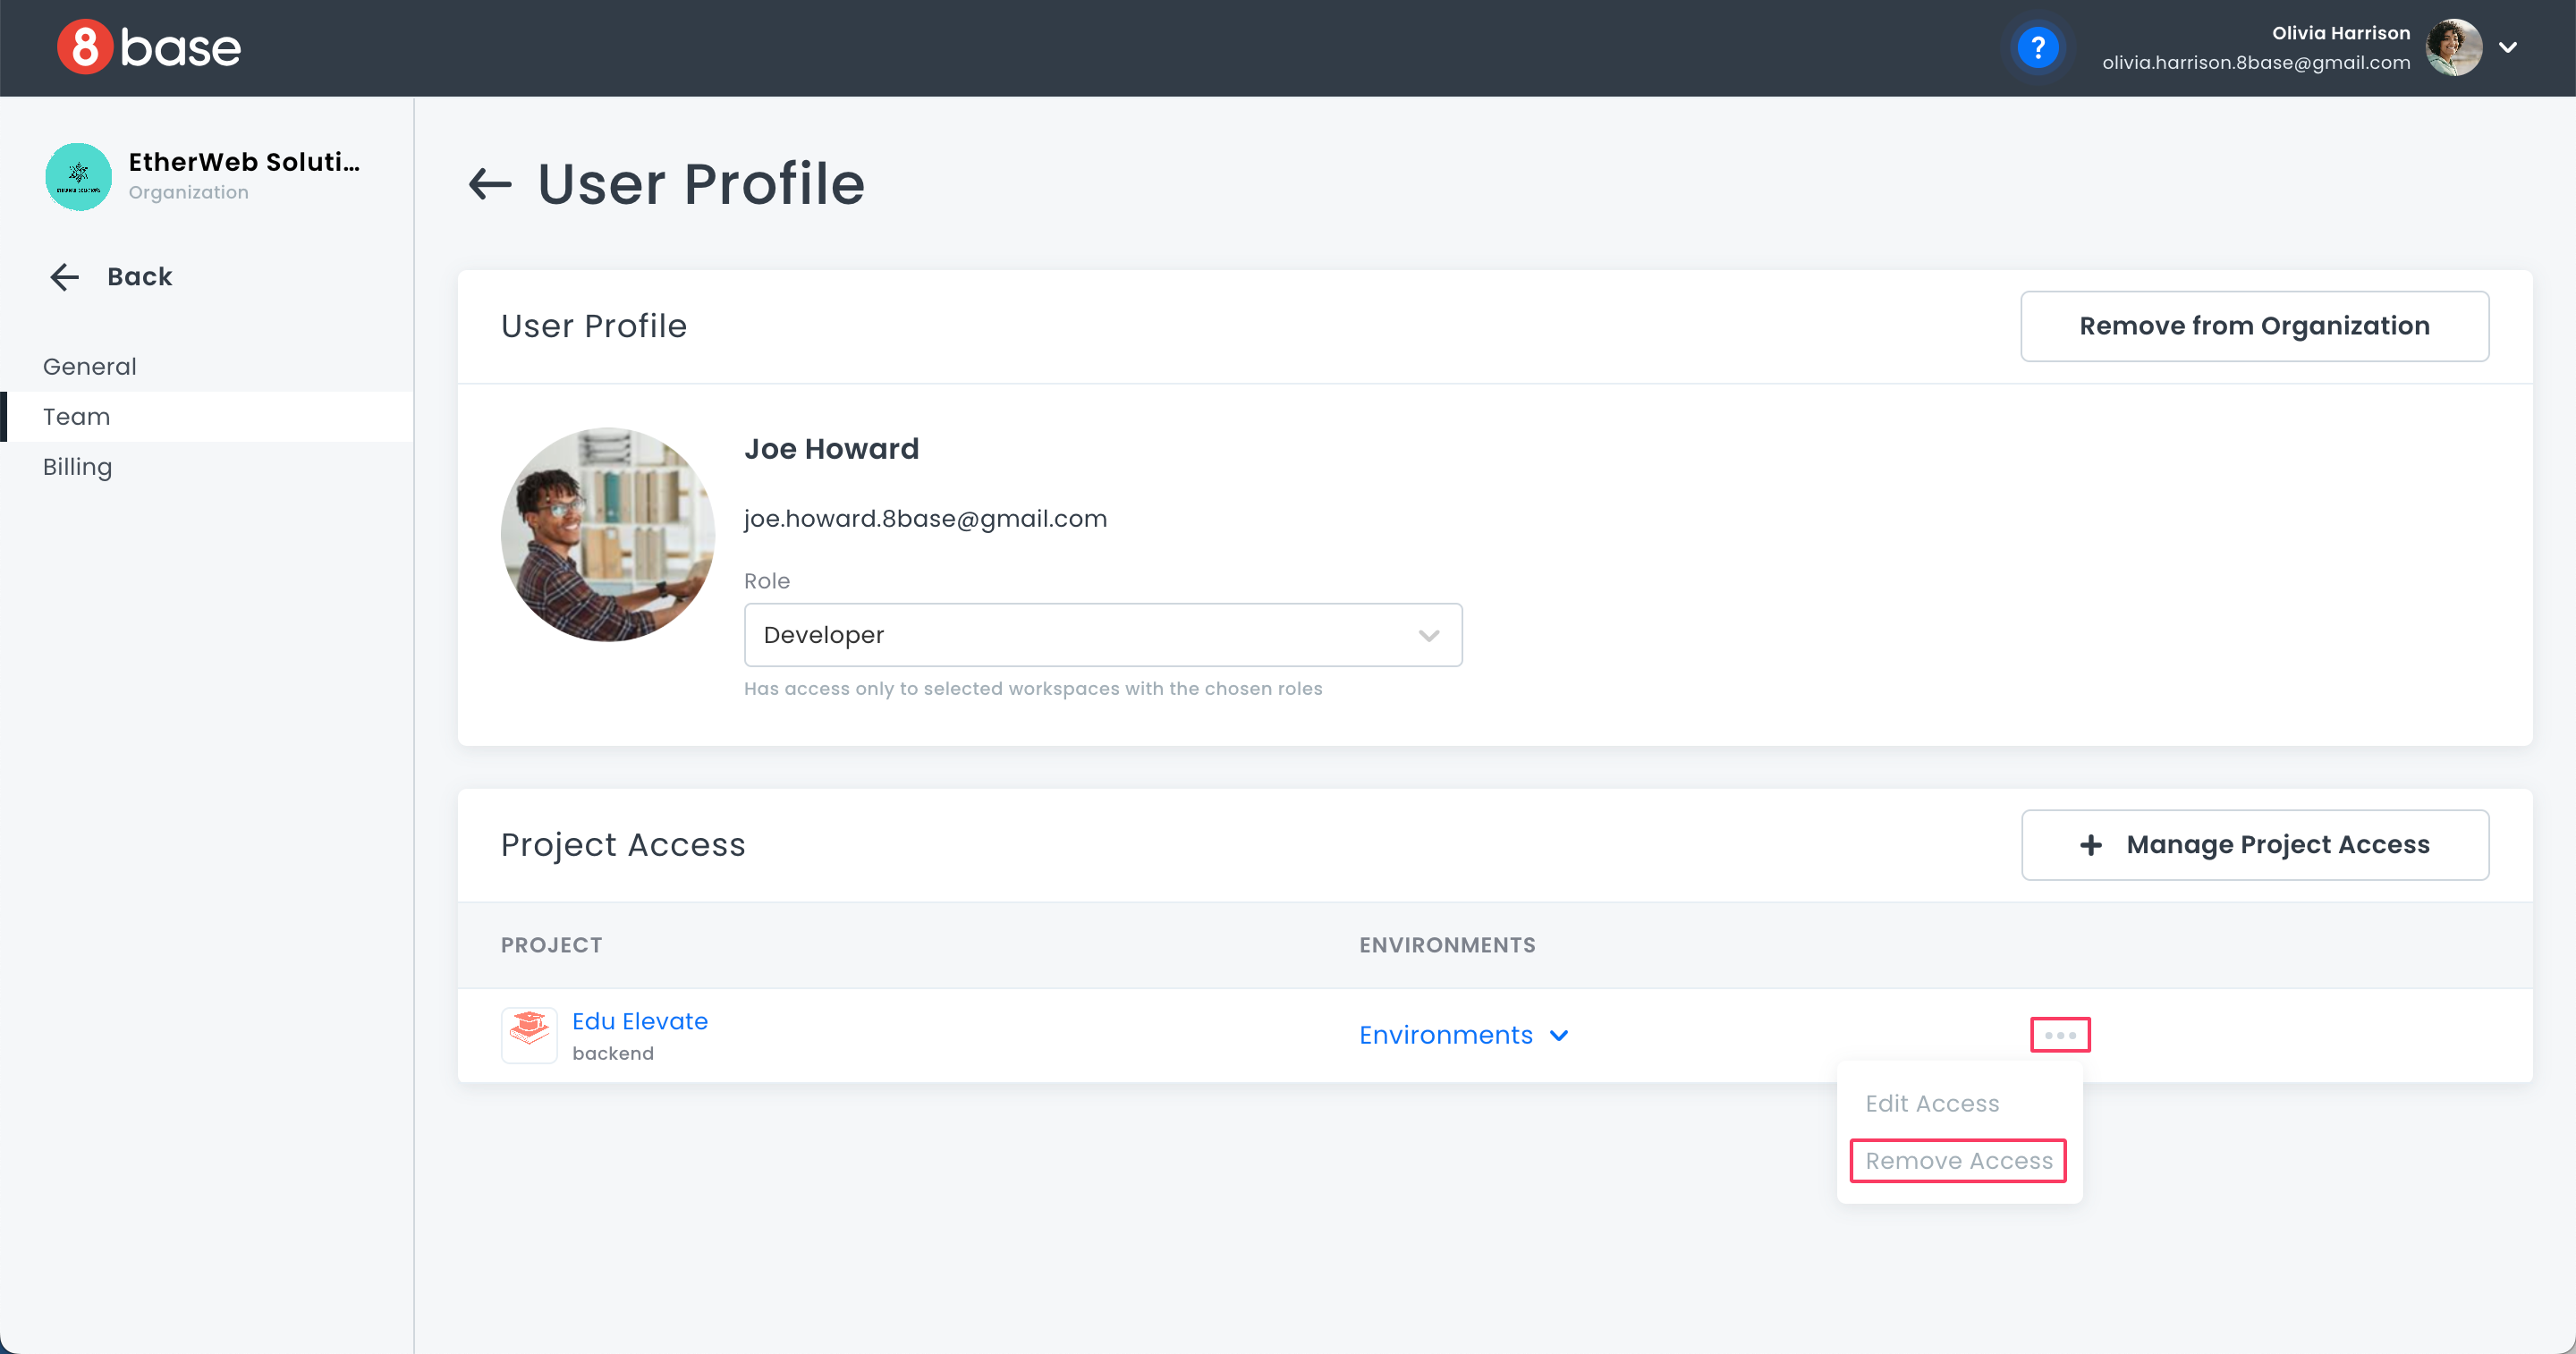 8base
?
Olivia Harrison
olivia.harrison.8base@gmail.com
EtherWeb Soluti...
Organization
Back
General
Team
Billing
User Profile
User Profile
Remove from Organization
Joe Howard
joe.howard.8base@gmail.com
Role
Developer
Has access only to selected workspaces with the chosen roles
Project Access
+ Manage Project Access
PROJECT ENVIRONMENTS
Edu Elevate
backend
Environments
Edit Access
Remove Access